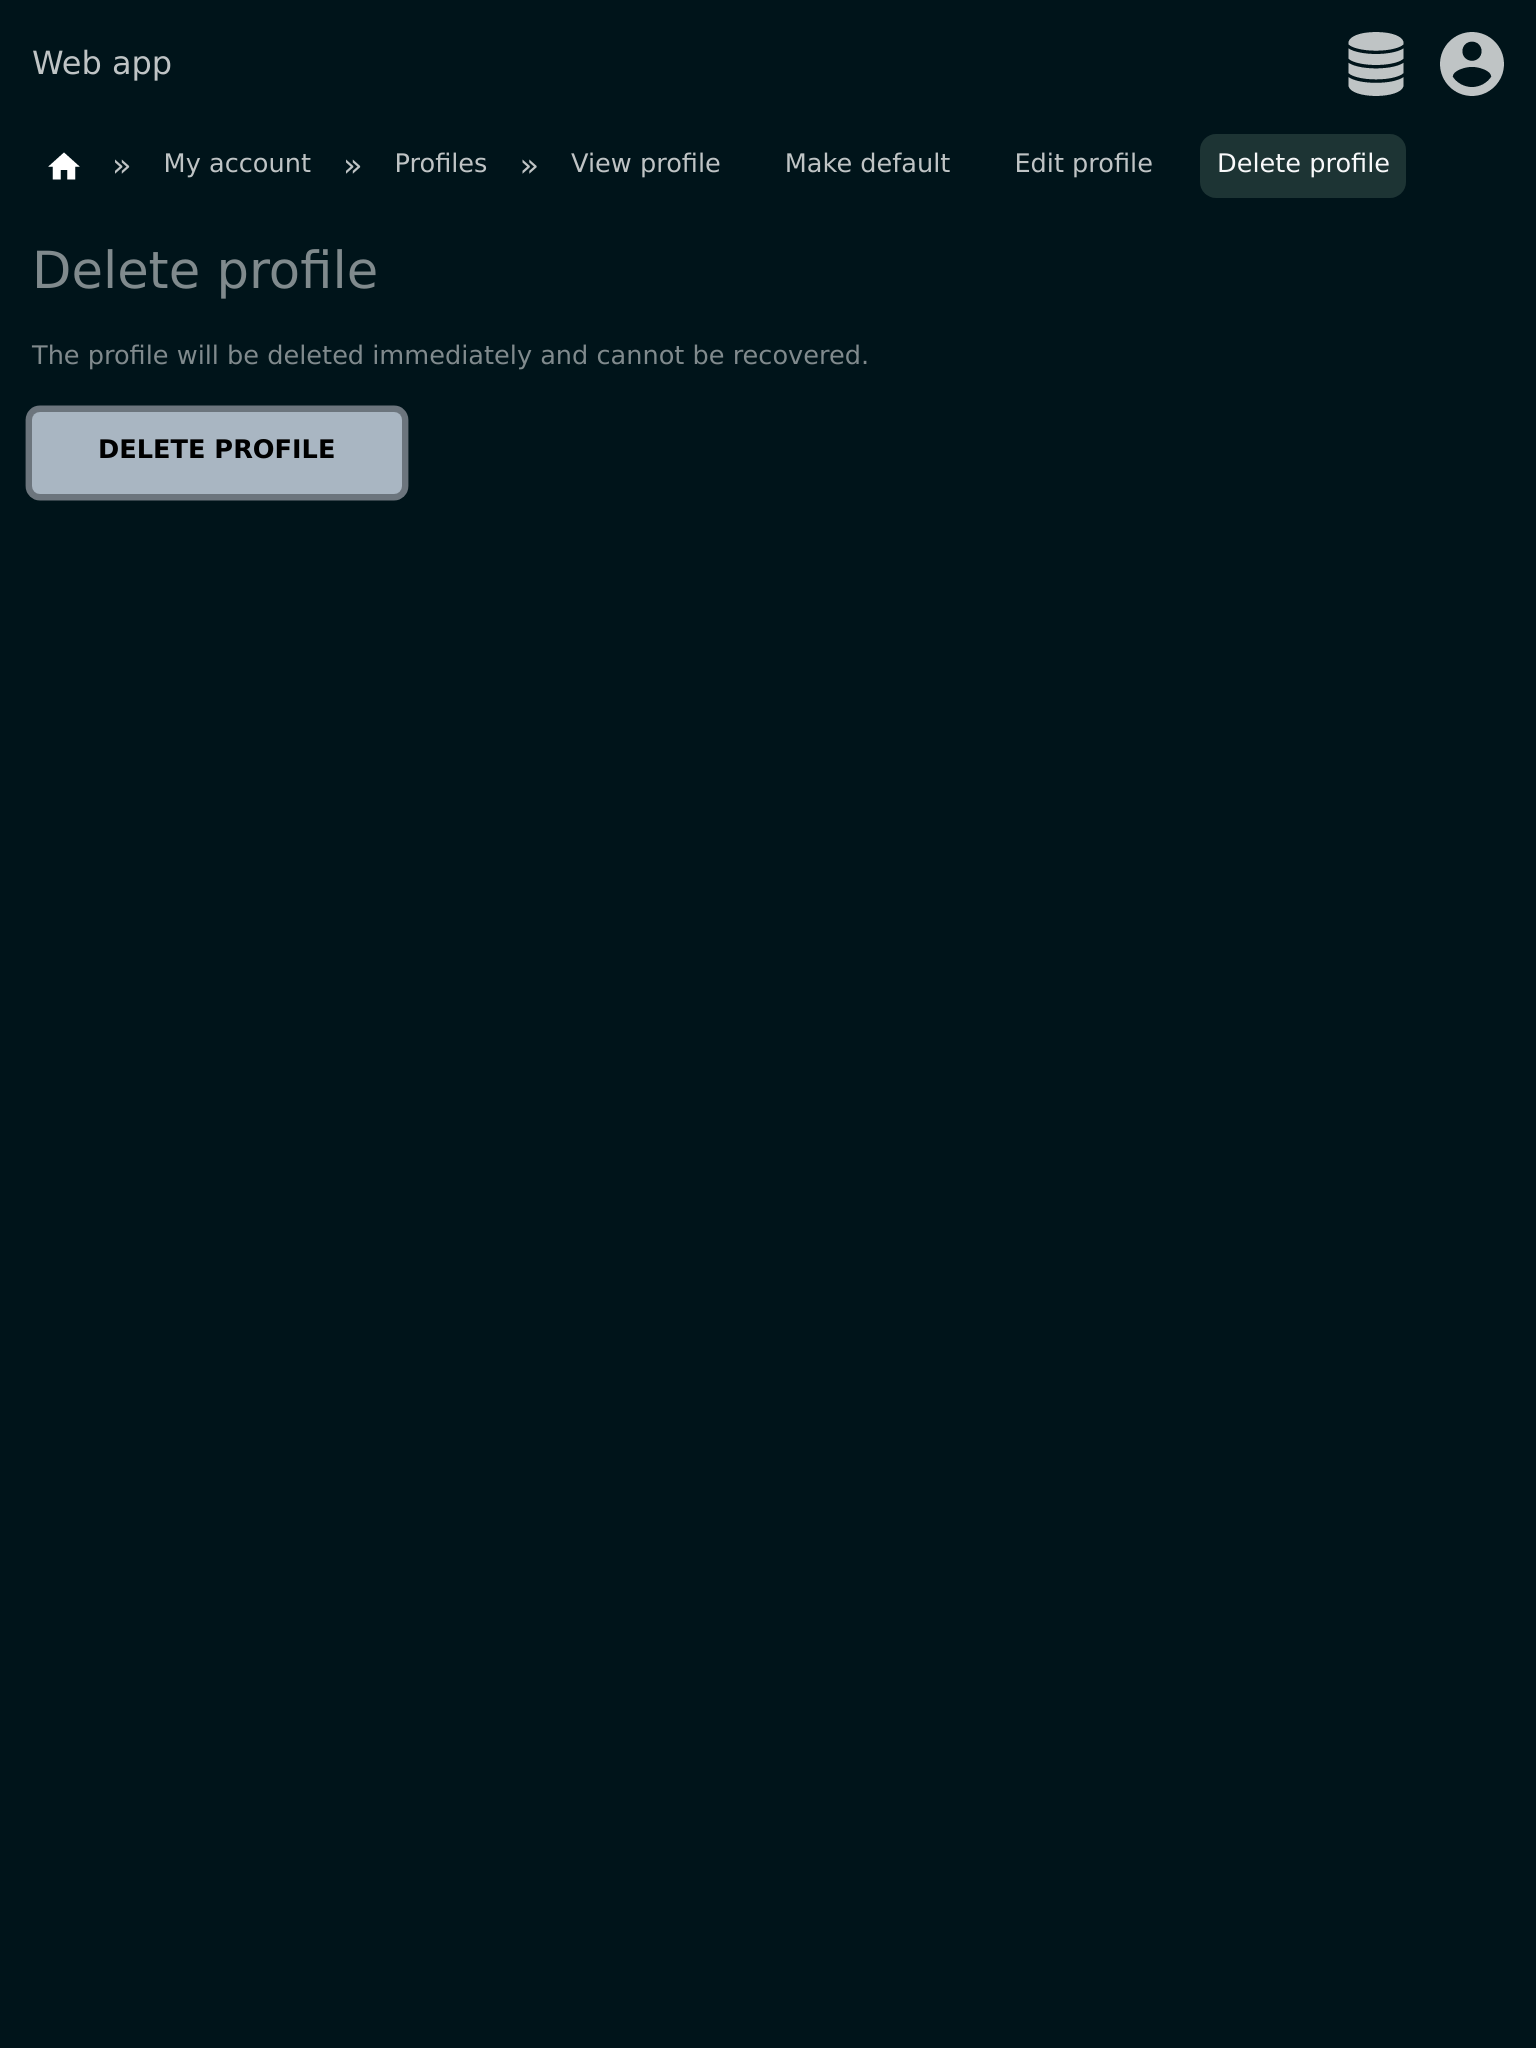 Web app
» My account » Profiles » View profile Make default Edit profile Delete profile
Delete profile
The profile will be deleted immediately and cannot be recovered.
DELETE PROFILE